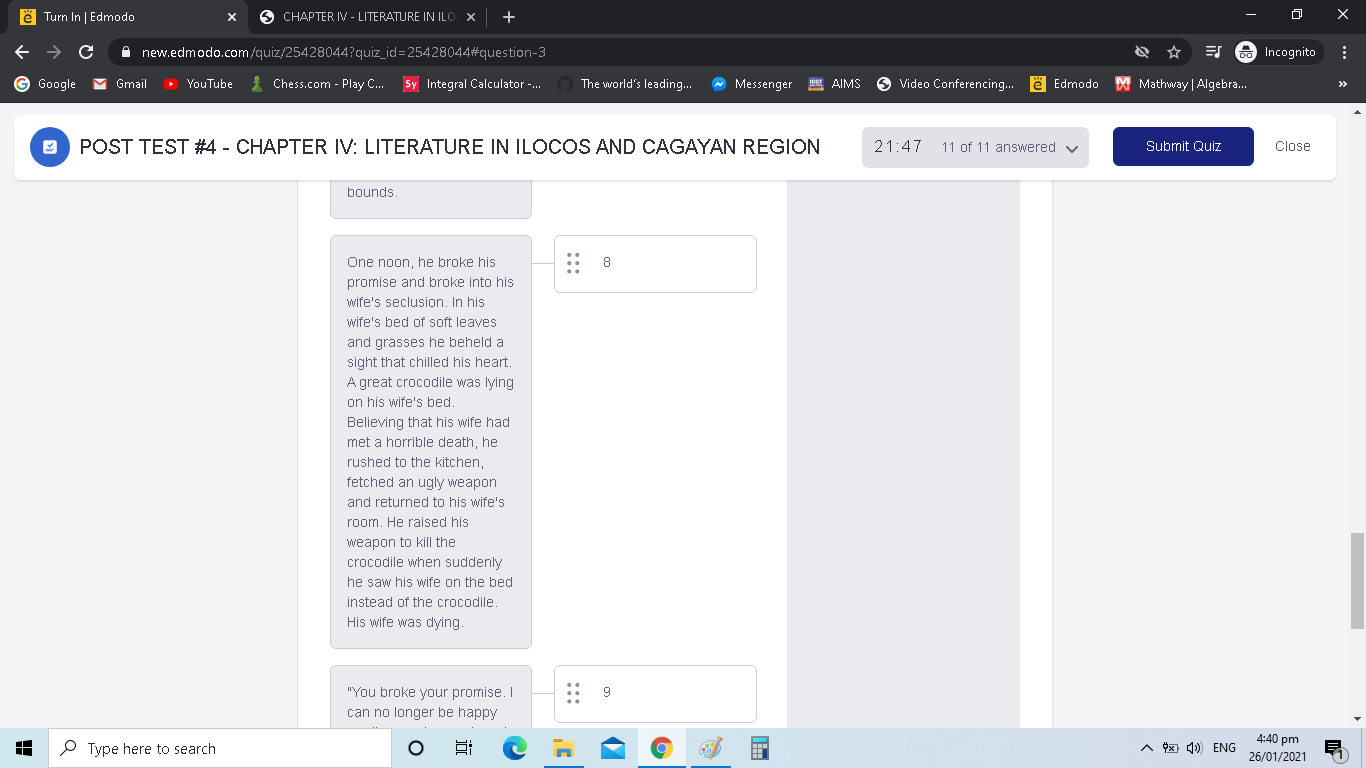 Turn In | Edmodo
CHAPTER IV - LITERATURE IN ILO
new.edmodo.com/quiz/25428044?quiz_id=25428044#question-3
Incognito
Google
Gmail
YouTube
Chess.com - Play C...
Sy
Integral Calculator -...
The world's leading...
Messenger
AIMS
Video Conferencing...
Edmodo
Mathway | Algebra...
»
POST TEST #4 - CHAPTER IV: LITERATURE IN ILOCOS AND CAGAYAN REGION
21:47
11 of 11 answered
Submit Quiz
Close
bounds.
One noon, he broke his
promise and broke into his
wife's seclusion. In his
wife's bed of soft leaves
and grasses he beheld a
sight that chilled his heart.
A great crocodile was lying
on his wife's bed.
Believing that his wife had
met a horrible death, he
rushed to the kitchen,
fetched an ugly weapon
and returned to his wife's
room. He raised his
weapon to kill the
crocodile when suddenly
he saw his wife on the bed
instead of the crocodile.
His wife was dying.
8
"You broke your promise. I
can no longer be happy
9
Type here to search
ENG
4:40 pm
26/01/2021
1